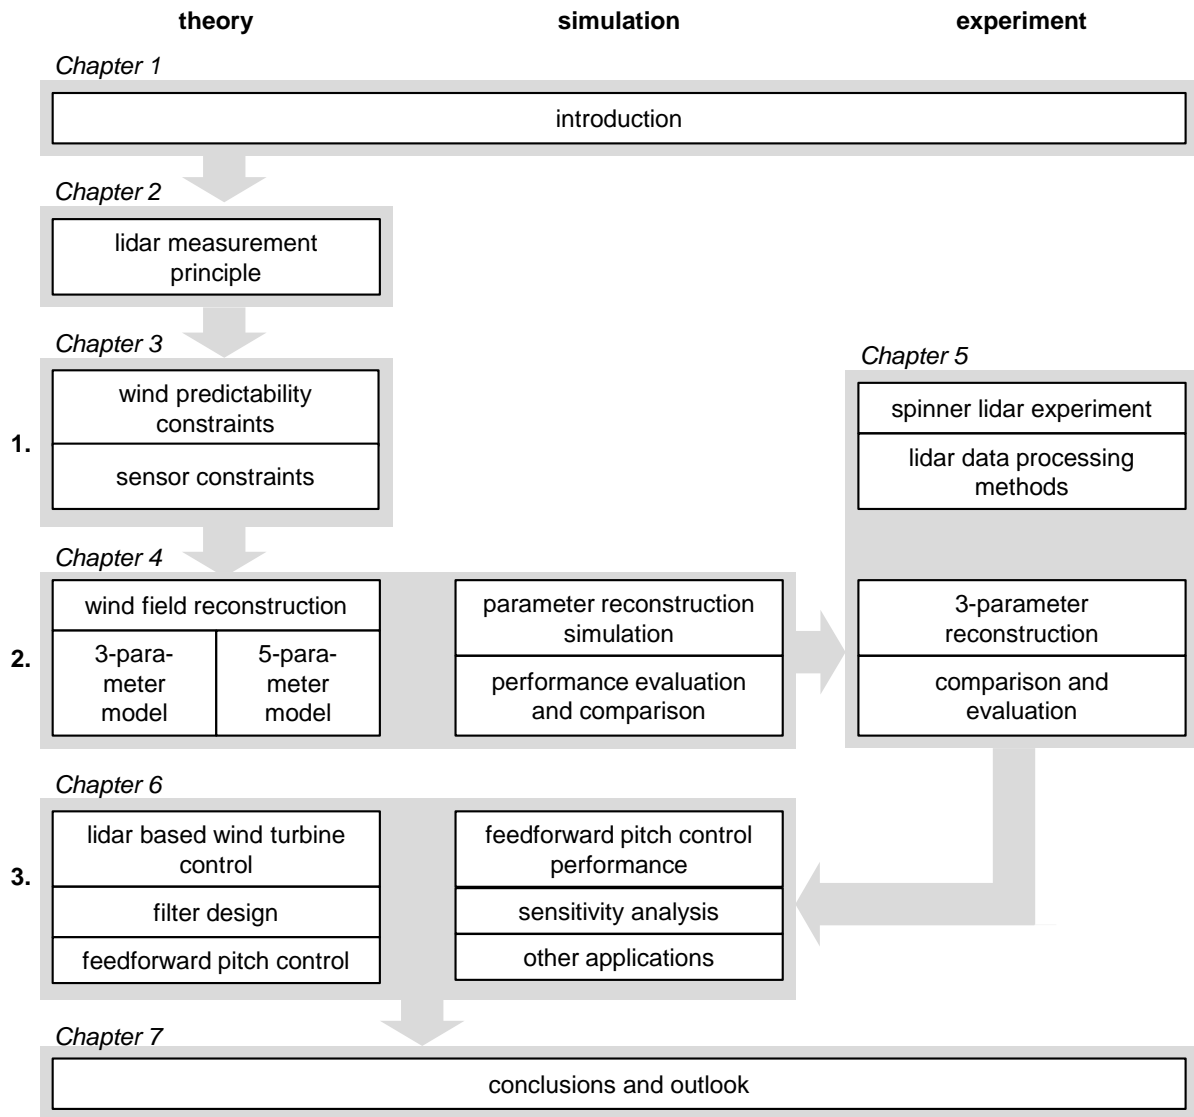 theory
simulation
experiment
Chapter 1
introduction
Chapter 2
lidar measurement
principle
Chapter 3
1.
wind predictability
constraints
sensor constraints
Chapter 5
spinner lidar experiment
lidar data processing
methods
Chapter 4
2.
wind field reconstruction
3-para-
meter
model
5-para-
meter
model
parameter reconstruction
simulation
performance evaluation
and comparison
3-parameter
reconstruction
comparison and
evaluation
Chapter 6
3.
lidar based wind turbine
control
filter design
feedforward pitch control
feedforward pitch control
performance
sensitivity analysis
other applications
Chapter 7
conclusions and outlook